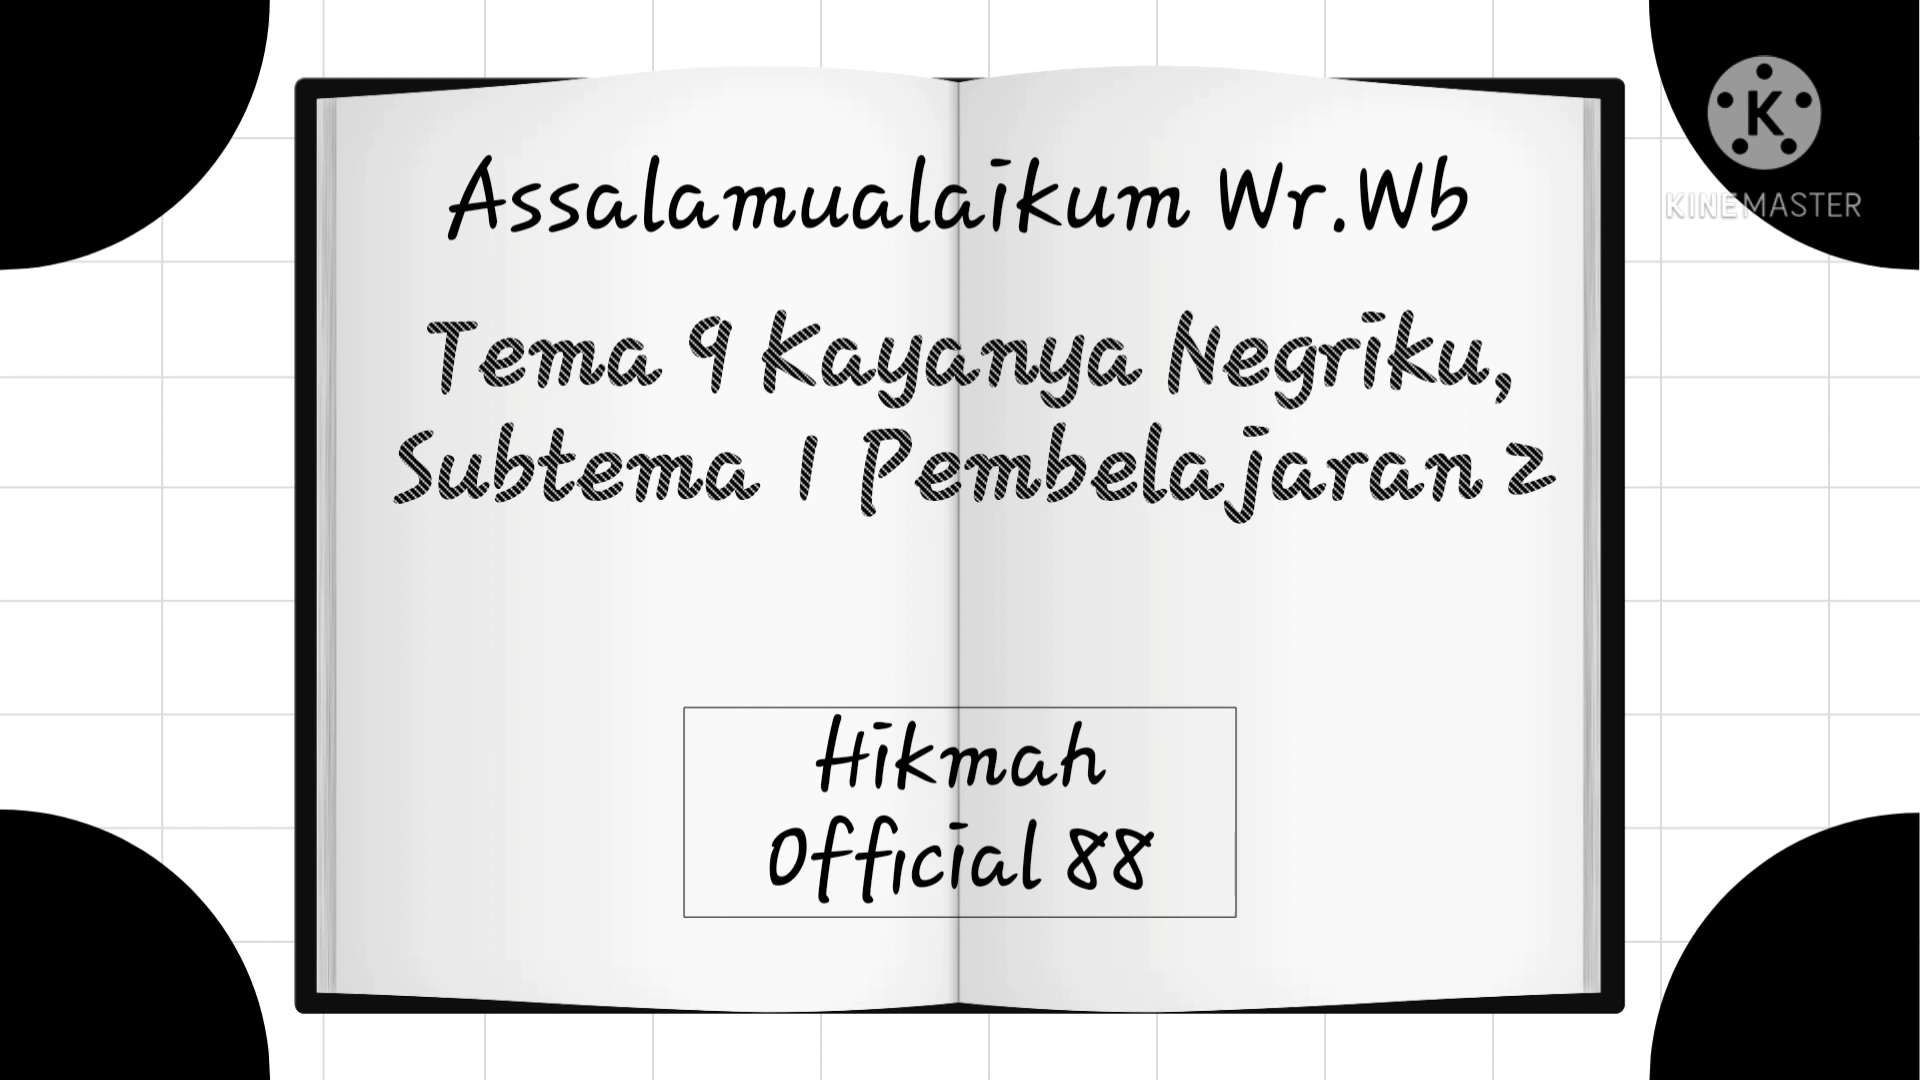 Assalamualaikum Wr.Wb
Tema 9 Kayanya Negriku,
Subtema 1 Pembelajaran 2
Hikmah
Official 88
K
KINEMASTER